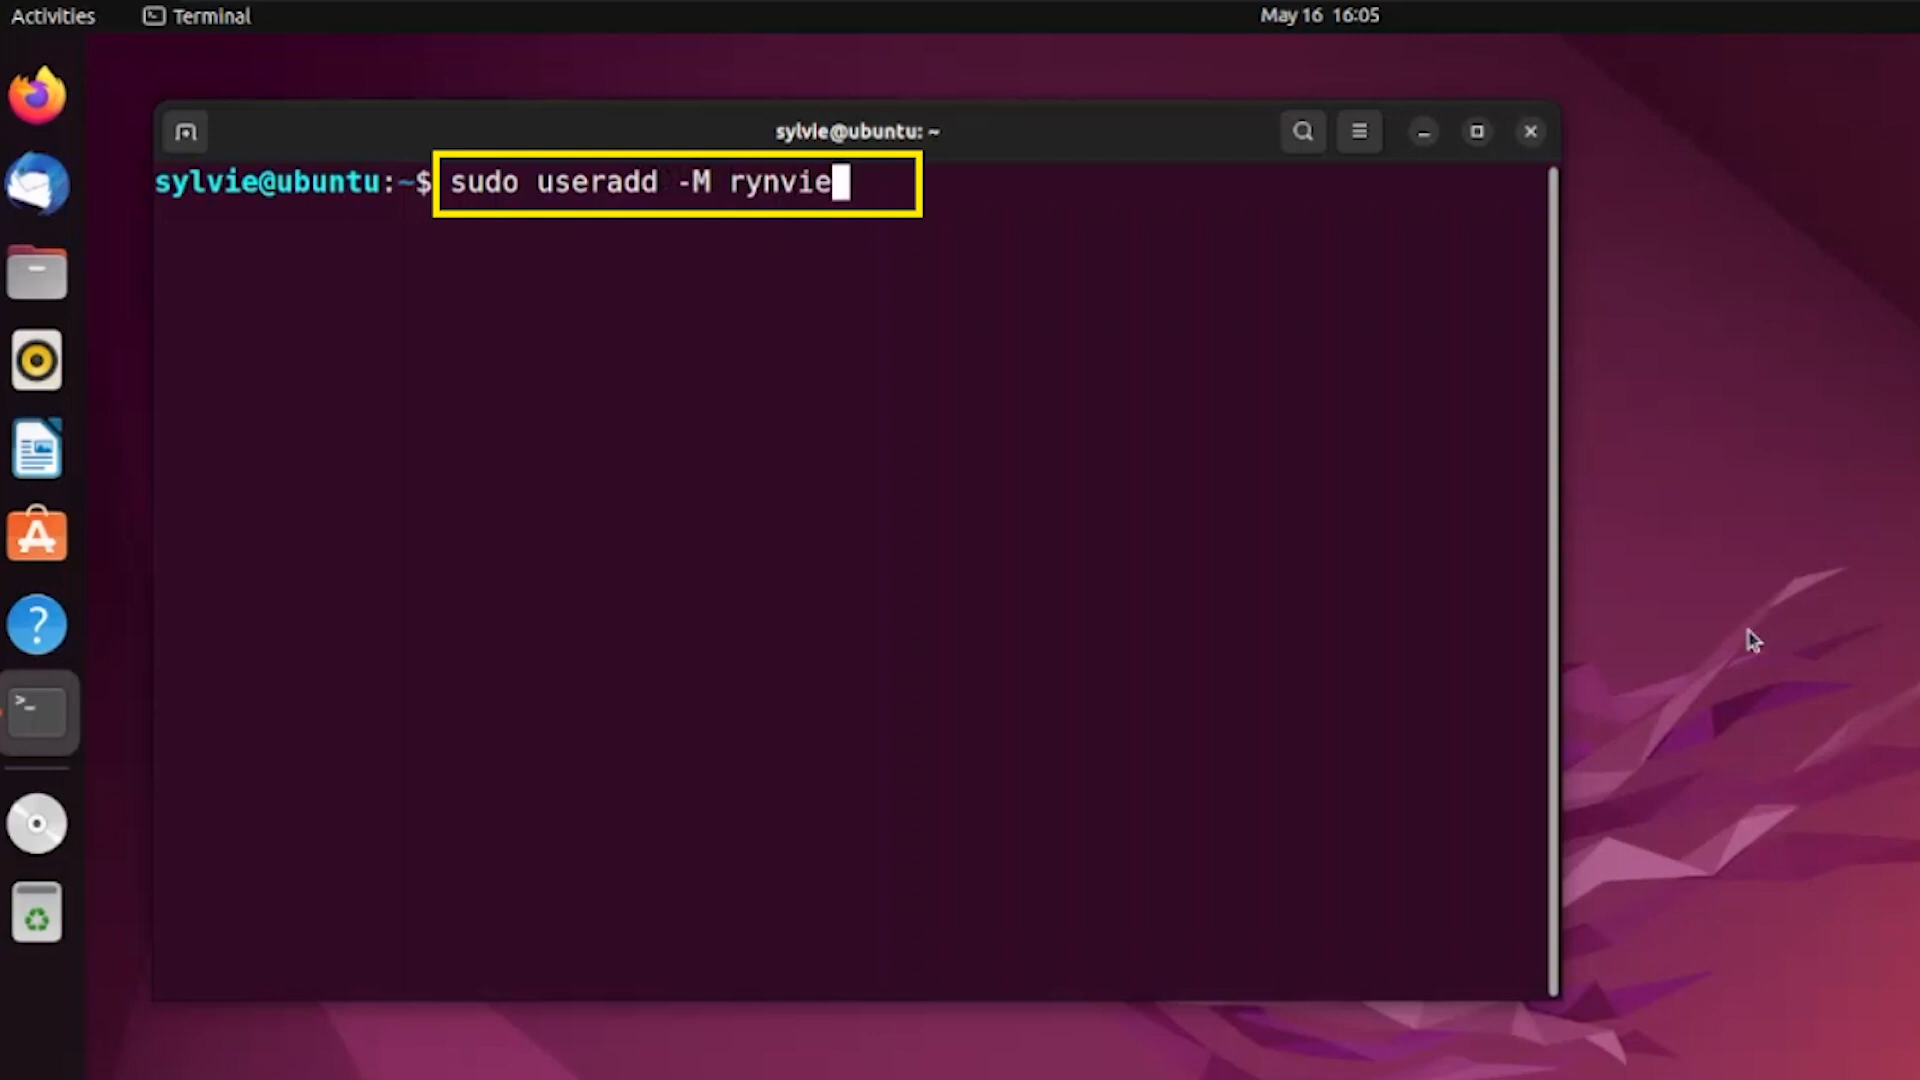 Activities Terminal May 16 16:05
sylvie@ubuntu: ~
sylvie@ubuntu:~$ sudo useradd -M rynvie